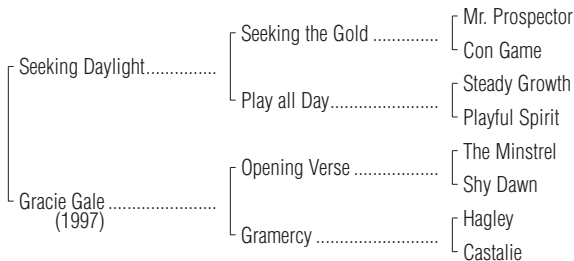 Mr. Prospector
Seeking the Gold ..............
Con Game
Seeking Daylight...............
Steady Growth
Play all Day.......................
Playful Spirit
The Minstrel
Opening Verse ..................
Shy Dawn
Gracie Gale .......................
(1997)
Hagley
Gramercy ..........................
Castalie